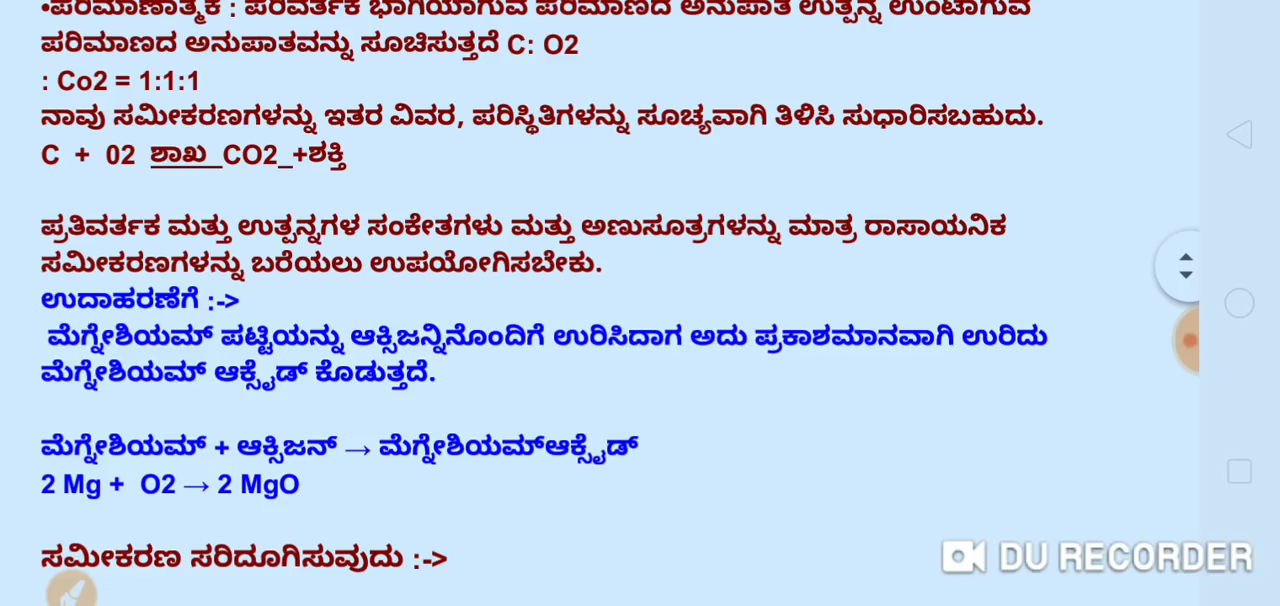 •ಪರಿಮಾಣಾತ್ಮಕ : ಪರಿವರ್ತಕ ಭಾಗಿಯಾಗುವ ಪರಿಮಾಣದ ಅನುಪಾತ ಉತ್ಪನ್ನ ಉಂಟಾಗುವ
ಪರಿಮಾಣದ ಅನುಪಾತವನ್ನು ಸೂಚಿಸುತ್ತದೆ C: O2
: Co2 = 1:1:1
ನಾವು ಸಮೀಕರಣಗಳನ್ನು ಇತರ ವಿವರ, ಪರಿಸ್ಥಿತಿಗಳನ್ನು ಸೂಚ್ಯವಾಗಿ ತಿಳಿಸಿ ಸುಧಾರಿಸಬಹುದು.
C + 02 ಶಾಖ_CO2_+ಶಕ್ತಿ
ಪ್ರತಿವರ್ತಕ ಮತ್ತು ಉತ್ಪನ್ನಗಳ ಸಂಕೇತಗಳು ಮತ್ತು ಅಣುಸೂತ್ರಗಳನ್ನು ಮಾತ್ರ ರಾಸಾಯನಿಕ
ಸಮೀಕರಣಗಳನ್ನು ಬರೆಯಲು ಉಪಯೋಗಿಸಬೇಕು.
ಉದಾಹರಣೆಗೆ :->
ಮೆಗ್ನೇಶಿಯಮ್ ಪಟ್ಟಿಯನ್ನು ಆಕ್ಸಿಜನ್ನಿನೊಂದಿಗೆ ಉರಿಸಿದಾಗ ಅದು ಪ್ರಕಾಶಮಾನವಾಗಿ ಉರಿದು
ಮೆಗ್ನೇಶಿಯಮ್ ಆಕ್ಸೈಡ್ ಕೊಡುತ್ತದೆ.
ಮೆಗ್ನೇಶಿಯಮ್ + ಆಕ್ಸಿಜನ್ → ಮೆಗ್ನೇಶಿಯಮ್ಆಕ್ಸೈಡ್
2 Mg + O2 → 2 MgO
ಸಮೀಕರಣ ಸರಿದೂಗಿಸುವುದು :->
DU RECORDER